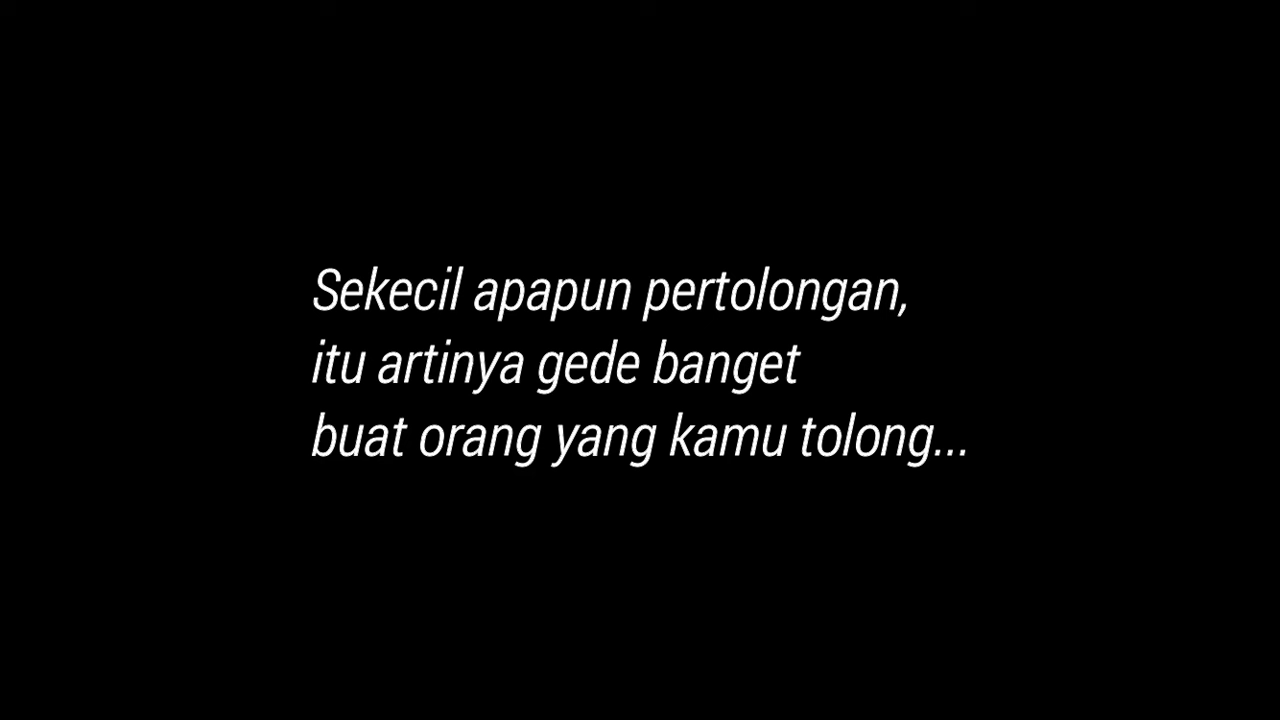 Sekecil apapun pertolongan,
itu artinya gede banget
buat orang yang kamu tolong...